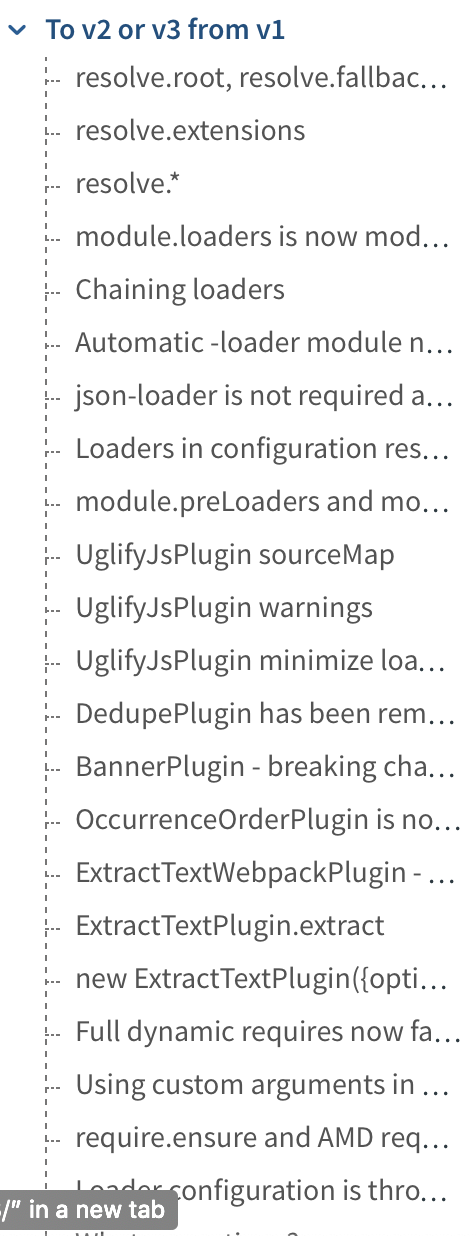 To v2 or v3 from v1
resolve.root, resolve.fallbac...
resolve.extensions
resolve.*
module.loaders is now mod...
Chaining loaders
Automatic -loader module n...
json-loader is not required a...
Loaders in configuration res...
module.preLoaders and mo...
UglifyJsPlugin sourceMap
UglifyJsPlugin warnings
UglifyJsPlugin minimize loa...
DedupePlugin has been rem...
BannerPlugin - breaking cha...
OccurrenceOrderPlugin is no...
ExtractTextWebpackPlugin - ...
ExtractTextPlugin.extract
new ExtractTextPlugin({opti...
Full dynamic requires now fa...
Using custom arguments in ...
require.ensure and AMD req...
Loader configuration is thro...
/" in a new tab